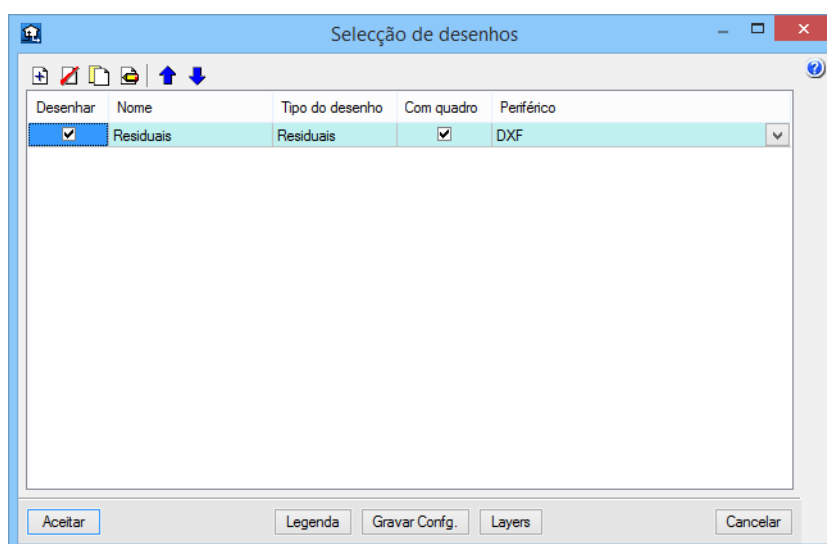 Selecção de desenhos
Desenhar Nome Tipo do desenho Com quadro Periférico
Residuais Residuais DXF
Aceitar Legenda Gravar Confg. Layers Cancelar